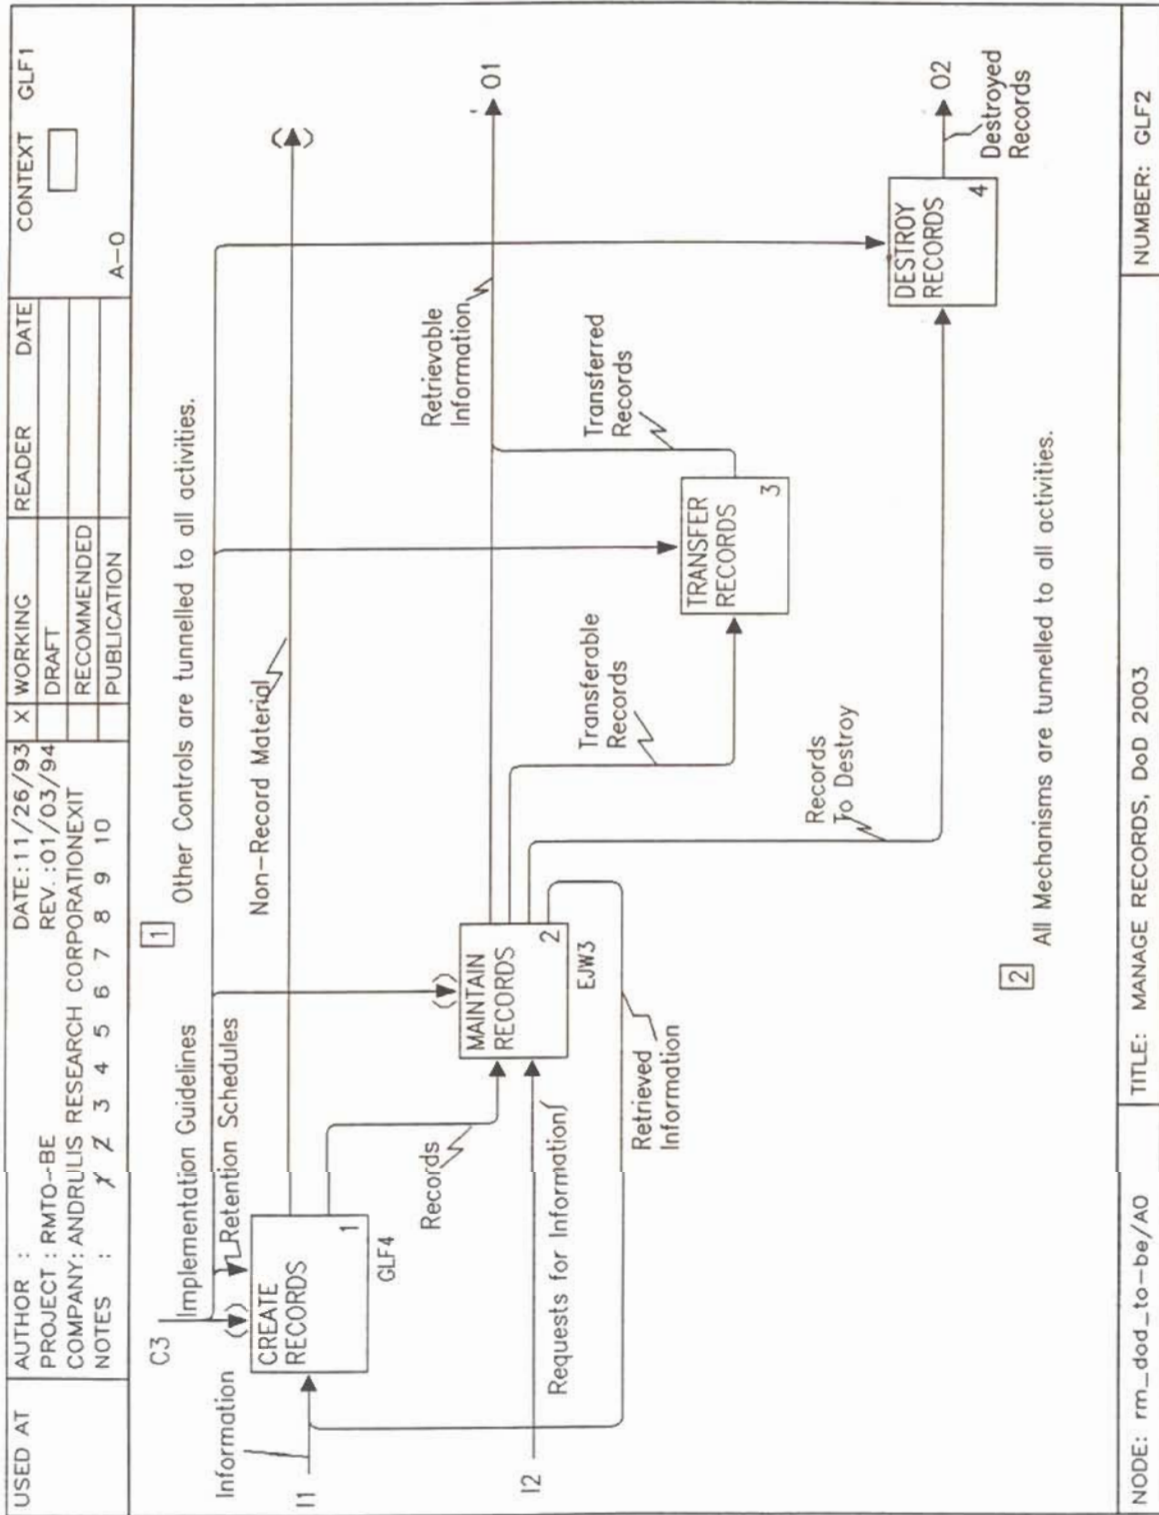 USED AT
AUTHOR :
DATE: 11/26/93
X
WORKING
READER
DATE
CONTEXT GLF1
PROJECT : RMTO-BE
REV.: 01/03/94
DRAFT
COMPANY: ANDRULIS RESEARCH CORPORATIONEXIT
RECOMMENDED
NOTES : 1 2 3 4 5 6 7 8 9 10
PUBLICATION
A-0
C3
Implementation Guidelines
1
Other Controls are tunnelled to all activities.
Retention Schedules
Information
I1
CREATE
RECORDS
1
GLF4
Non-Record Material
( )
( )
Records
( )
MAINTAIN
RECORDS
2
EJW3
Retrievable
Information
O1
I2
Requests for Information
Retrieved
Information
Transferable
Records
TRANSFER
RECORDS
3
Transferred
Records
Records
To Destroy
DESTROY
RECORDS
4
O2
Destroyed
Records
2
All Mechanisms are tunnelled to all activities.
NODE: rm_dod_to-be/A0
TITLE: MANAGE RECORDS, DoD 2003
NUMBER: GLF2